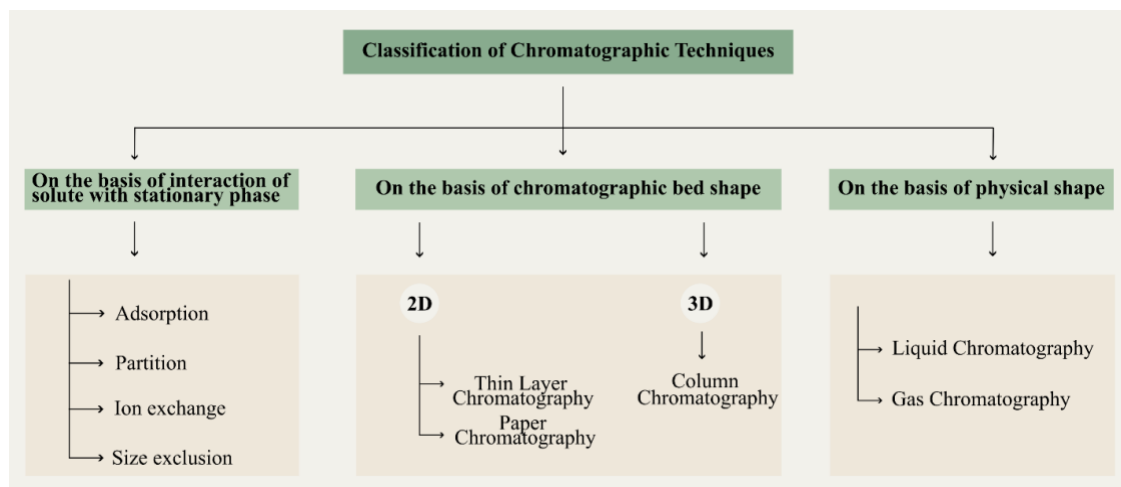 Classification of Chromatographic Techniques
On the basis of interaction of
solute with stationary phase
On the basis of chromatographic bed shape
On the basis of physical shape
Adsorption
Partition
Ion exchange
Size exclusion
2D
Thin Layer
Chromatography
Paper
Chromatography
3D
Column
Chromatography
Liquid Chromatography
Gas Chromatography